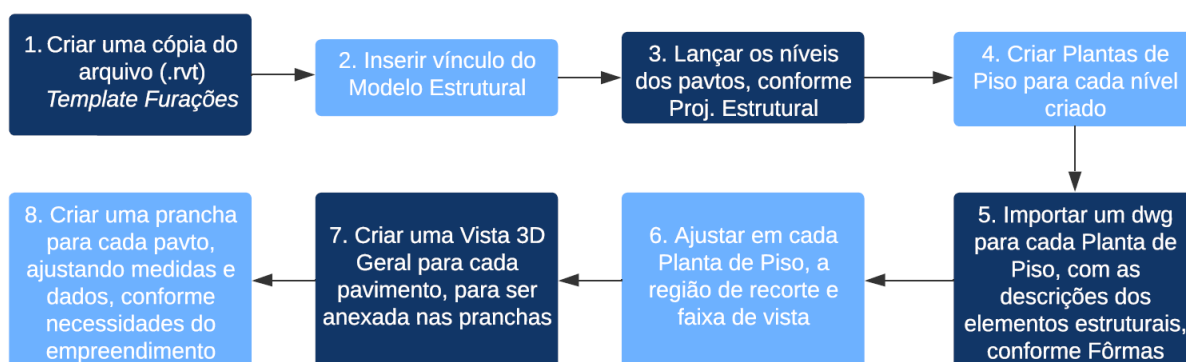 1. Criar uma cópia do
arquivo (.rvt)
Template Furações
2. Inserir vínculo do
Modelo Estrutural
3. Lançar os níveis
dos pavtos, conforme
Proj. Estrutural
4. Criar Plantas de
Piso para cada nível
criado
5. Importar um dwg
para cada Planta de
Piso, com as
descrições dos
elementos estruturais,
conforme Fôrmas
6. Ajustar em cada
Planta de Piso, a
região de recorte e
faixa de vista
7. Criar uma Vista 3D
Geral para cada
pavimento, para ser
anexada nas pranchas
8. Criar uma prancha
para cada pavto,
ajustando medidas e
dados, conforme
necessidades do
empreendimento